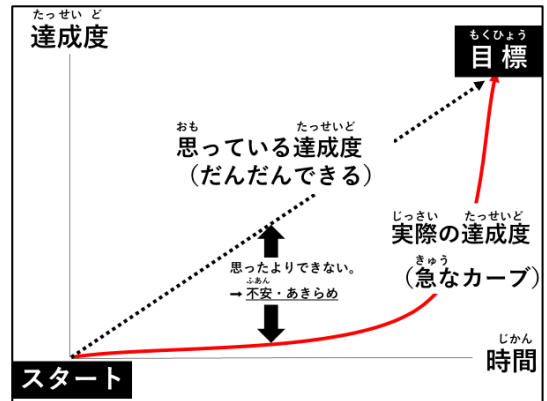 たっせいど
達成度
もくひょう
目標
おも たっせいど
思っている達成度
（だんだんできる）
じっさい たっせいど
実際の達成度
きゅう
（急なカーブ）
思ったよりできない。
ふあん
→ 不安・あきらめ
じかん
時間
スタート